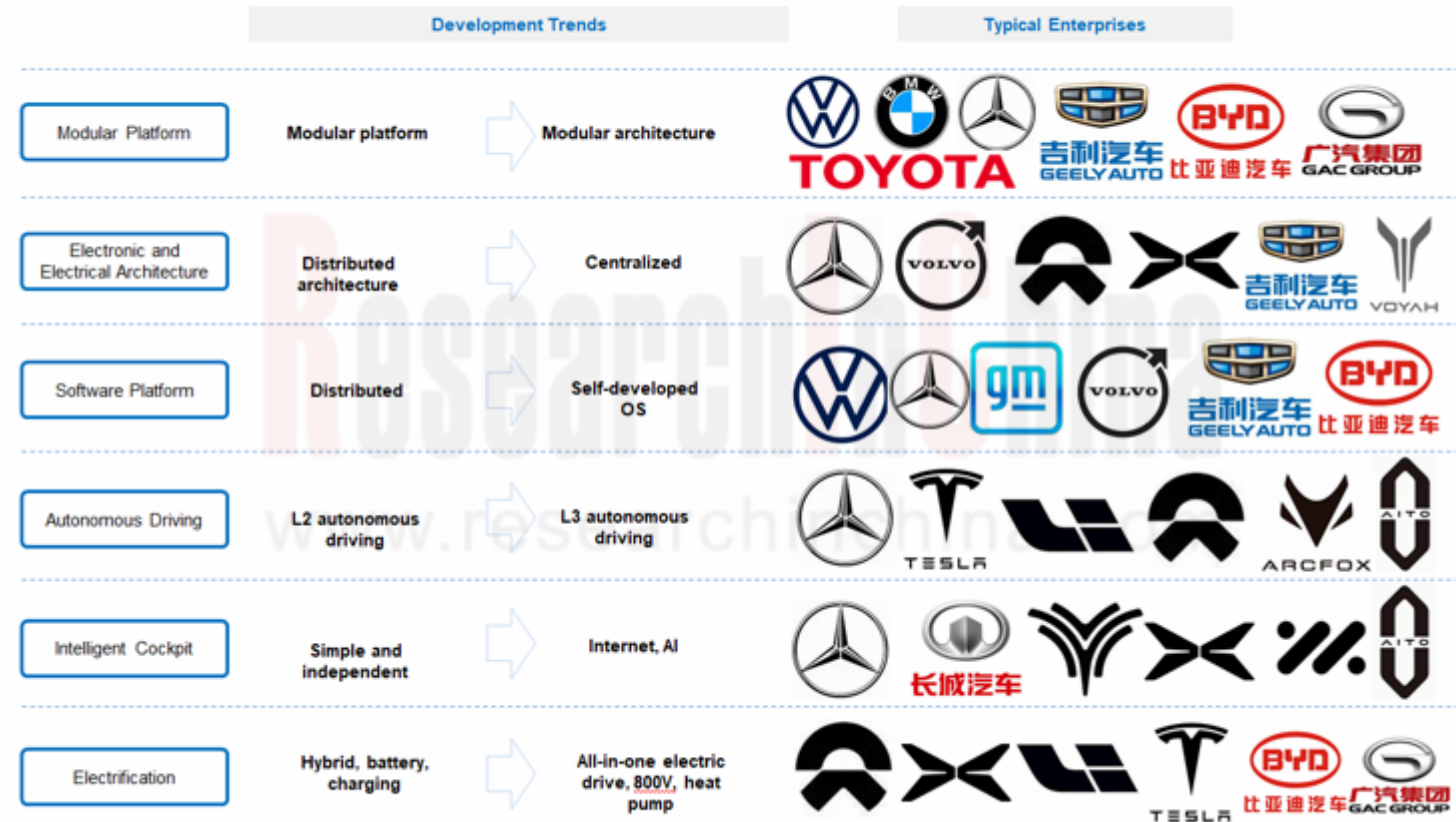 Development Trends
Typical Enterprises
Modular Platform
Modular platform
Modular architecture
BMW
TOYOTA
吉利汽车
GEELY AUTO
BYD
比亚迪汽车
广汽集团
GAC GROUP
Electronic and
Electrical Architecture
Distributed
architecture
Centralized
VOLVO
吉利汽车
GEELY AUTO
VOYAH
Software Platform
Distributed
Self-developed
OS
gm
VOLVO
吉利汽车
GEELY AUTO
BYD
比亚迪汽车
ResearchInChina
www.researchinchina.com
Autonomous Driving
L2 autonomous
driving
L3 autonomous
driving
TESLA
ARCFOX
AITO
Intelligent Cockpit
Simple and
independent
Internet, AI
长城汽车
AITO
Electrification
Hybrid, battery,
charging
All-in-one electric
drive, 800V, heat
pump
TESLA
BYD
比亚迪汽车
广汽集团
GAC GROUP